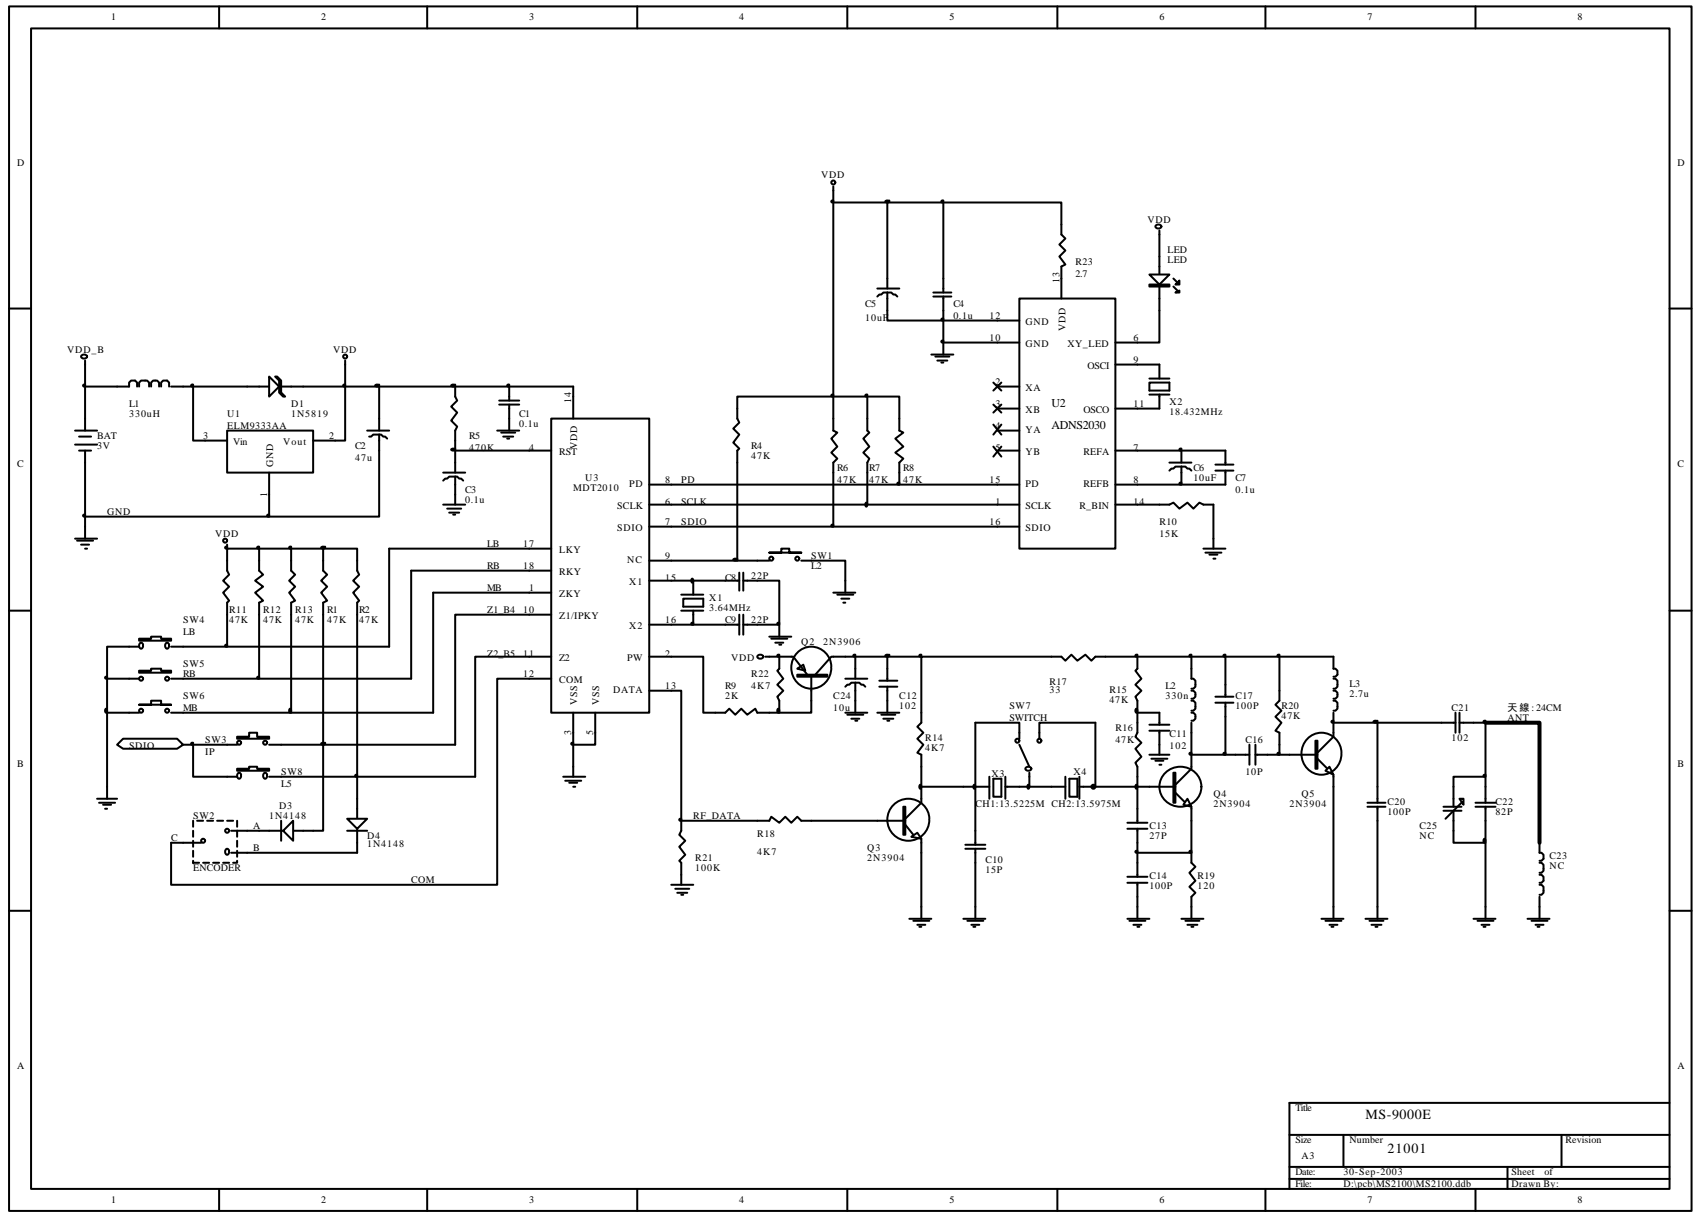 1 2 3 4 5 6 7 8
D
D
VDD
VDD
LED
LED
R23
2.7
13
C5
10uF
C4
0.1u
12
GND
VDD
10
GND
XY_LED
6
OSCI
9
2
XA
X2
18.432MHz
3
XB
U2
OSCO
11
4
YA
ADNS2030
5
YB
REFA
7
C6
10uF
C7
0.1u
15
PD
REFB
8
1
SCLK
R_BIN
14
R10
15K
16
SDIO
VDD_B
VDD
L1
330uH
D1
1N5819
U1
ELM9333AA
3
Vin
Vout
2
GND
1
BAT
3V
C2
47u
GND
R5
470K
C1
0.1u
C3
0.1u
14
VDD
4
RST
U3
MDT2010
PD
8
PD
SCLK
6
SCLK
SDIO
7
SDIO
R4
47K
R6
47K
R7
47K
R8
47K
C
C
VDD
LB
17
LKY
NC
9
SW1
L2
RB
18
RKY
X1
15
C8
22P
MB
1
ZKY
X1
3.64MHz
Z1_B4
10
Z1/IPKY
X2
16
C9
22P
Z2_B5
11
Z2
PW
2
12
COM
DATA
13
VSS
VSS
3
5
R11
47K
R12
47K
R13
47K
R1
47K
R2
47K
SW4
LB
SW5
RB
SW6
MB
SDIO
SW3
IP
SW8
L5
D3
1N4148
D4
1N4148
SW2
A
B
C
ENCODER
COM
Q2 2N3906
VDD
R22
4K7
R9
2K
C24
10u
C12
102
R14
4K7
R17
33
SW7
SWITCH
X3
CH1:13.5225M
X4
CH2:13.5975M
RF_DATA
R18
4K7
R21
100K
Q3
2N3904
C10
15P
R15
47K
R16
47K
C11
102
L2
330n
C17
100P
R20
47K
C16
10P
L3
2.7u
C13
27P
C14
100P
Q4
2N3904
R19
120
Q5
2N3904
C20
100P
C21
102
天線:24CM
ANT
C25
NC
C22
82P
C23
NC
B
B
A
A
Title
MS-9000E
Size
A3
Number
21001
Revision
Date: 30-Sep-2003
Sheet of
File: D:\pcb\MS2100\MS2100.ddb
Drawn By:
1 2 3 4 5 6 7 8